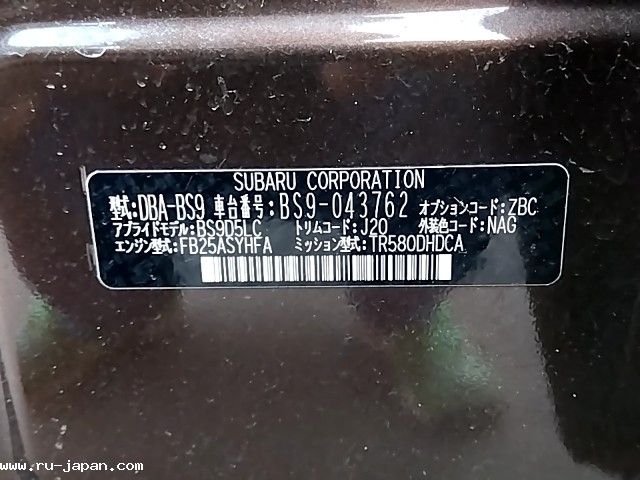 SUBARU CORPORATION
型式:DBA-BS9 車台番号:BS9-043762 オプションコード:ZBC
アプライドモデル:BS9D5LC トリムコード:J20 外装色コード:NAG
エンジン型式:FB25ASYHFA ミッション型式:TR580DHDCA
www.ru-japan.com